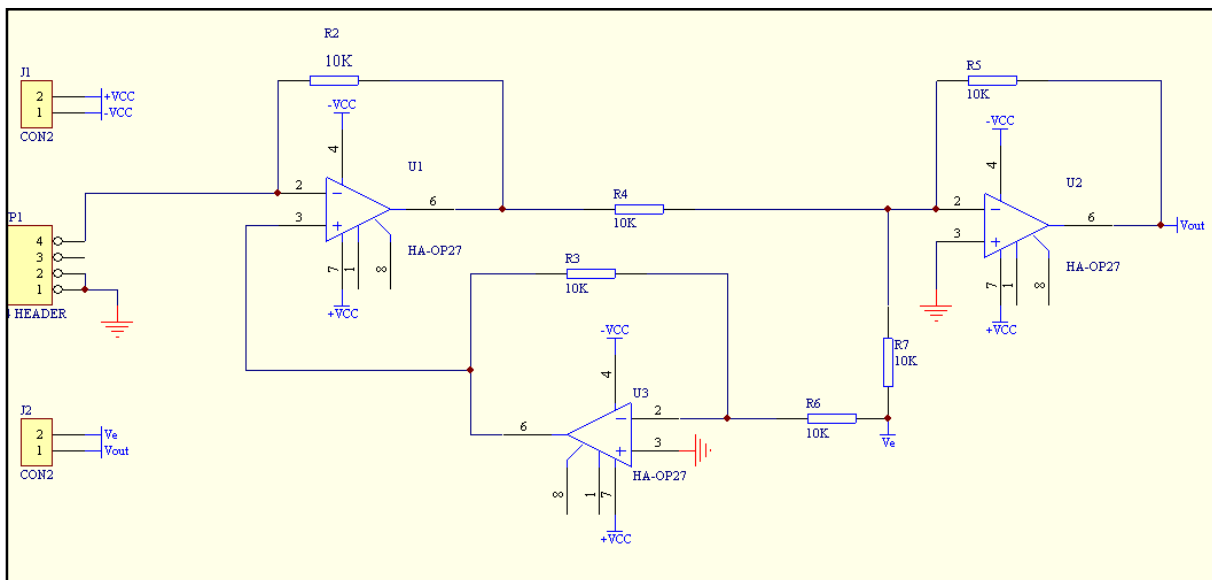 R2
10K
J1
2 +VCC
1 -VCC
CON2
-VCC
4
U1
2
3
6
7
1
8
HA-OP27
+VCC
P1
4
3
2
1
4 HEADER
R4
10K
R5
10K
-VCC
4
U2
2
3
6
Vout
7
1
8
HA-OP27
+VCC
R3
10K
-VCC
4
U3
2
3
6
8
1
7
HA-OP27
+VCC
R7
10K
R6
10K
Ve
J2
2 Ve
1 Vout
CON2